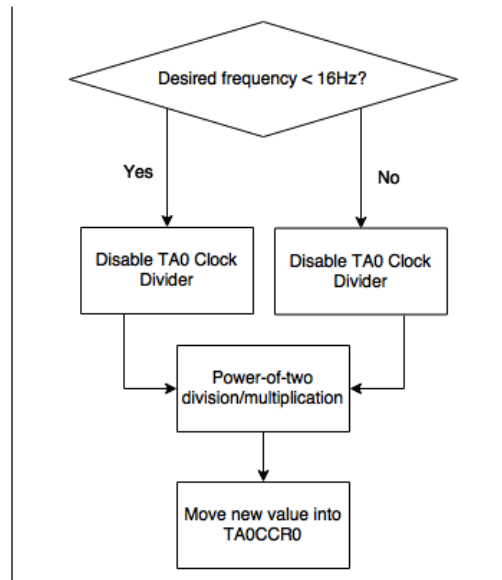 Desired frequency < 16Hz?
Yes
No
Disable TA0 Clock
Divider
Disable TA0 Clock
Divider
Power-of-two
division/multiplication
Move new value into
TA0CCR0